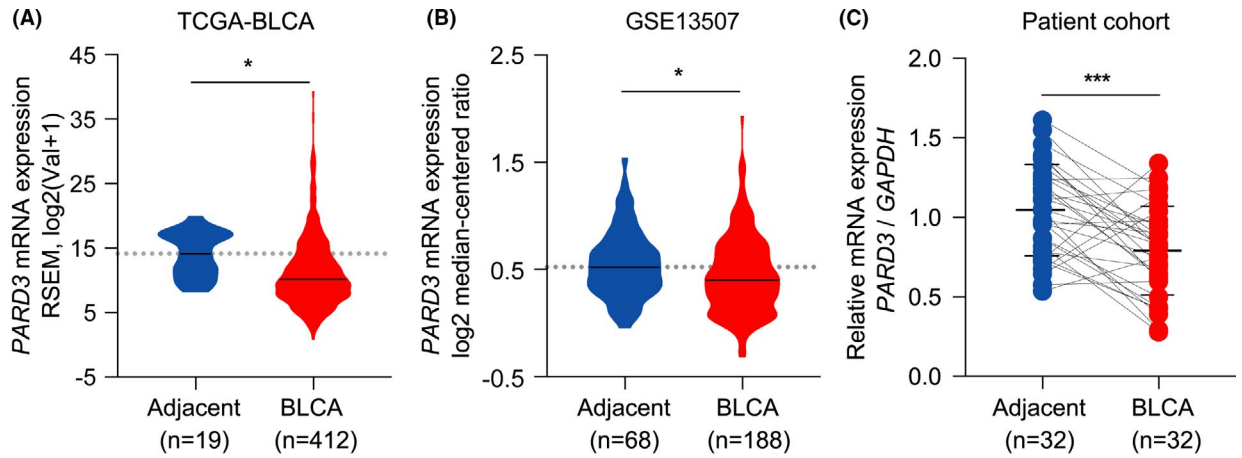 (A)
TCGA-BLCA
PARD3 mRNA expression
RSEM, log2(Val+1)
45
35
25
15
5
-5
*
Adjacent
(n=19)
BLCA
(n=412)
(B)
GSE13507
PARD3 mRNA expression
log2 median-centered ratio
2.5
1.5
0.5
-0.5
*
Adjacent
(n=68)
BLCA
(n=188)
(C)
Patient cohort
Relative mRNA expression
PARD3 / GAPDH
2.0
1.5
1.0
0.5
0.0
***
Adjacent
(n=32)
BLCA
(n=32)